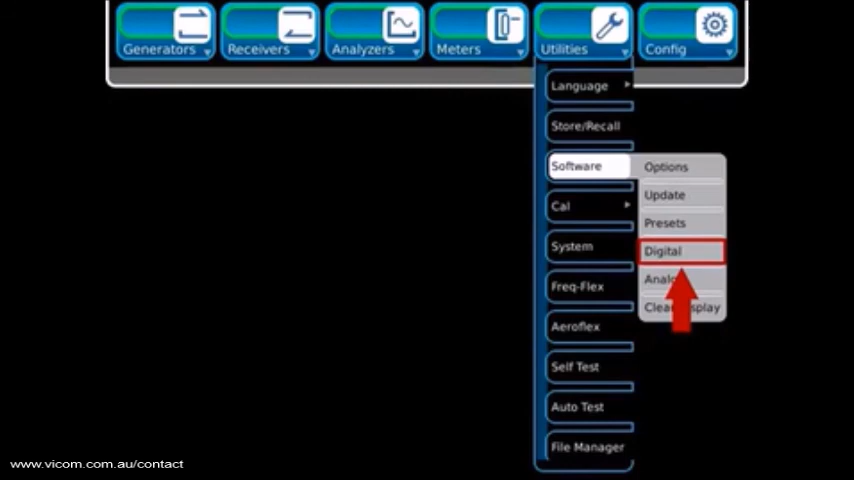 Generators Receivers Analyzers Meters Utilities Config
Language
Store/Recall
Software
Cal
System
Freq-Flex
Aeroflex
Self Test
Auto Test
File Manager
Options
Update
Presets
Digital
www.vicom.com.au/contact